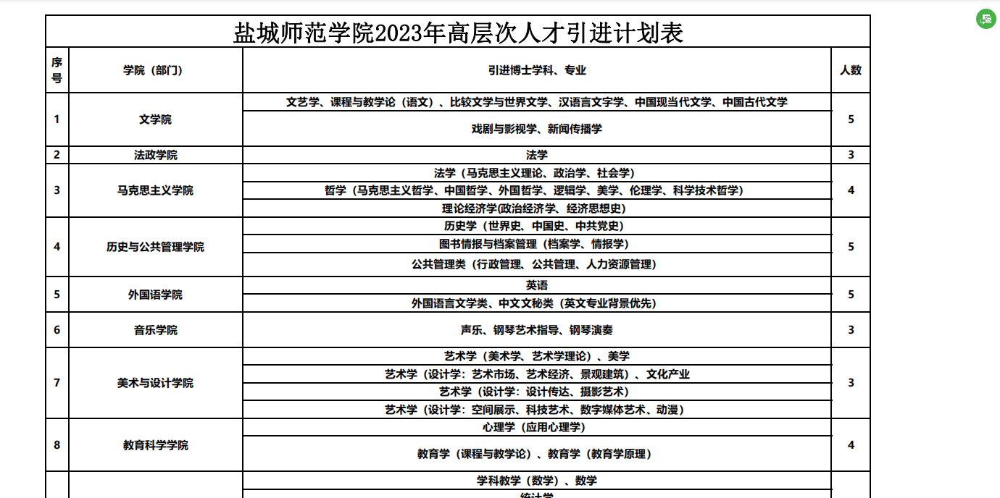 盐城师范学院2023年高层次人才引进计划表
序号 学院（部门） 引进博士学科、专业 人数
文艺学、课程与教学论（语文）、比较文学与世界文学、汉语言文字学、中国现当代文学、中国古代文学
1 文学院 5
戏剧与影视学、新闻传播学
2 法政学院 法学 3
法学（马克思主义理论、政治学、社会学）
3 马克思主义学院 哲学（马克思主义哲学、中国哲学、外国哲学、逻辑学、美学、伦理学、科学技术哲学） 4
理论经济学(政治经济学、经济思想史)
历史学（世界史、中国史、中共党史）
4 历史与公共管理学院 图书情报与档案管理（档案学、情报学） 5
公共管理类（行政管理、公共管理、人力资源管理）
英语
5 外国语学院 5
外国语言文学类、中文文秘类（英文专业背景优先）
6 音乐学院 声乐、钢琴艺术指导、钢琴演奏 3
艺术学（美术学、艺术学理论）、美学
艺术学（设计学：艺术市场、艺术经济、景观建筑）、文化产业
7 美术与设计学院 3
艺术学（设计学：设计传达、摄影艺术）
艺术学（设计学：空间展示、科技艺术、数字媒体艺术、动漫）
心理学（应用心理学）
8 教育科学学院 4
教育学（课程与教学论）、教育学（教育学原理）
学科教学（数学）、数学
统计学